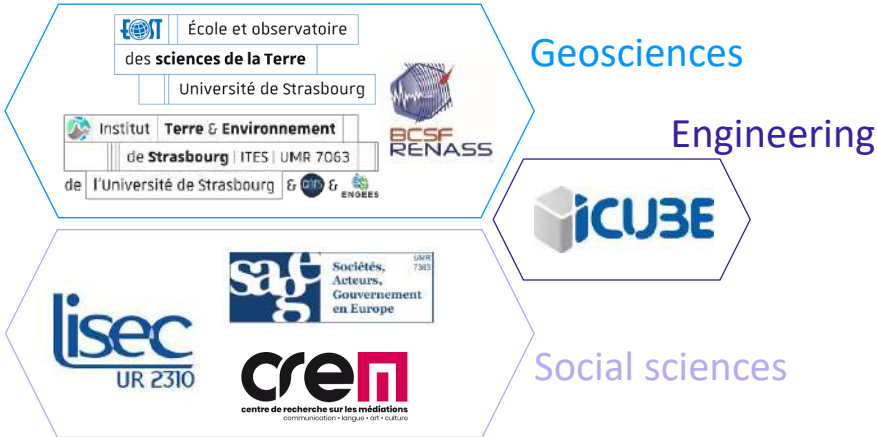 EOST École et observatoire
des sciences de la Terre
Université de Strasbourg
BCSF
RENASS
Institut Terre & Environnement
de Strasbourg | ITES | UMR 7063
de l'Université de Strasbourg & cnrs & ENGEES
Geosciences
Engineering
iCUBE
lisec
UR 2310
sage
Sociétés,
Acteurs,
Gouvernement
en Europe
UMR
7363
crem
centre de recherche sur les médiations
communication • langue • art • culture
Social sciences